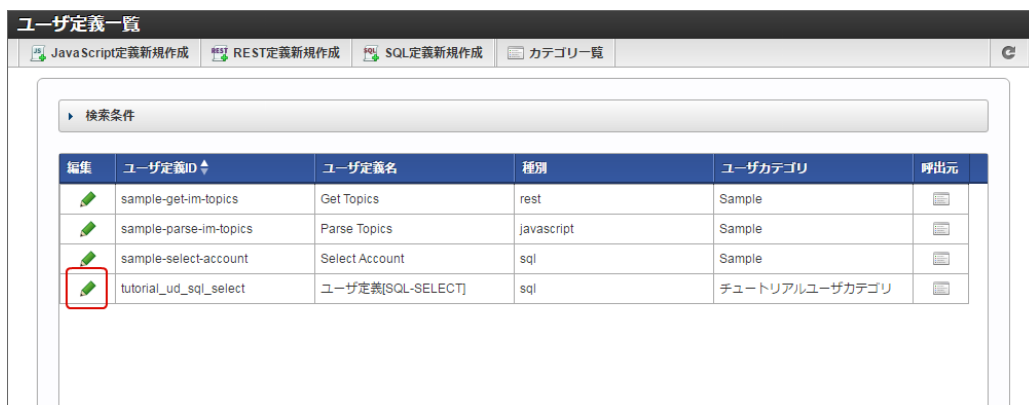 ユーザ定義一覧
JS JavaScript定義新規作成 REST REST定義新規作成 SQL SQL定義新規作成 カテゴリ一覧
検索条件
編集 ユーザ定義ID ユーザ定義名 種別 ユーザカテゴリ 呼出元
sample-get-im-topics Get Topics rest Sample
sample-parse-im-topics Parse Topics javascript Sample
sample-select-account Select Account sql Sample
tutorial_ud_sql_select ユーザ定義[SQL-SELECT] sql チュートリアルユーザカテゴリ